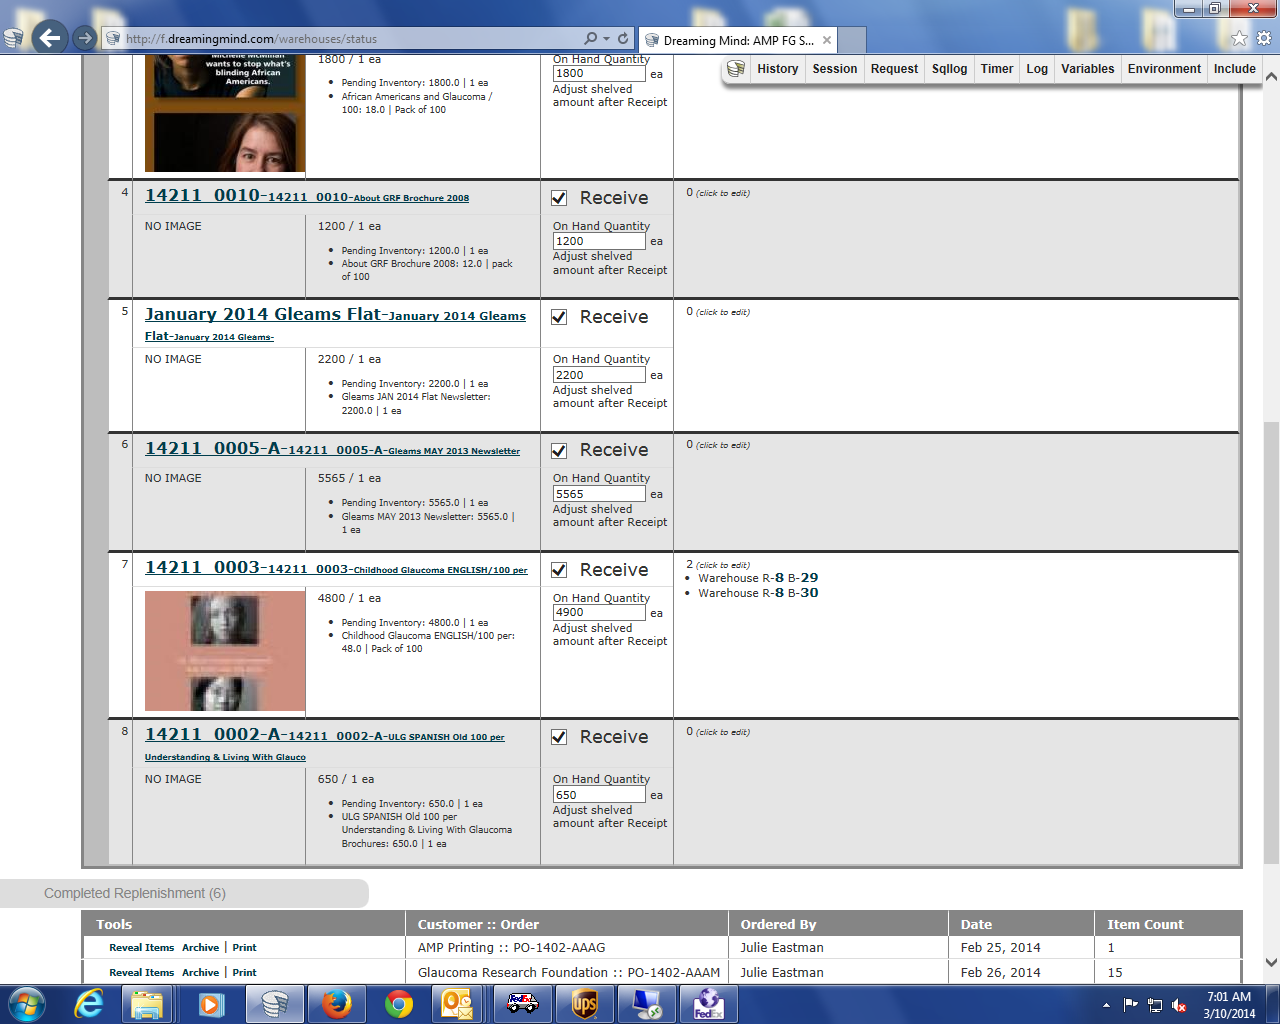 http://f.dreamingmind.com/warehouses/status
Dreaming Mind: AMP FG S...
History Session Request Sqllog Timer Log Variables Environment Include
wants to stop what's
blinding African
Americans.
1800 / 1 ea
Pending Inventory: 1800.0 | 1 ea
African Americans and Glaucoma /
100: 18.0 | Pack of 100
On Hand Quantity
1800 ea
Adjust shelved
amount after Receipt
4 14211_0010-14211_0010-About GRF Brochure 2008
Receive
0 (click to edit)
NO IMAGE
1200 / 1 ea
Pending Inventory: 1200.0 | 1 ea
About GRF Brochure 2008: 12.0 | pack
of 100
On Hand Quantity
1200 ea
Adjust shelved
amount after Receipt
5 January 2014 Gleams Flat-January 2014 Gleams
Flat-January 2014 Gleams-
Receive
0 (click to edit)
NO IMAGE
2200 / 1 ea
Pending Inventory: 2200.0 | 1 ea
Gleams JAN 2014 Flat Newsletter:
2200.0 | 1 ea
On Hand Quantity
2200 ea
Adjust shelved
amount after Receipt
6 14211_0005-A-14211_0005-A-Gleams MAY 2013 Newsletter
Receive
0 (click to edit)
NO IMAGE
5565 / 1 ea
Pending Inventory: 5565.0 | 1 ea
Gleams MAY 2013 Newsletter: 5565.0 |
1 ea
On Hand Quantity
5565 ea
Adjust shelved
amount after Receipt
7 14211_0003-14211_0003-Childhood Glaucoma ENGLISH/100 per
Receive
2 (click to edit)
Warehouse R-8 B-29
Warehouse R-8 B-30
4800 / 1 ea
Pending Inventory: 4800.0 | 1 ea
Childhood Glaucoma ENGLISH/100 per:
48.0 | Pack of 100
On Hand Quantity
4900 ea
Adjust shelved
amount after Receipt
8 14211_0002-A-14211_0002-A-ULG SPANISH Old 100 per
Understanding & Living With Glauco
Receive
0 (click to edit)
NO IMAGE
650 / 1 ea
Pending Inventory: 650.0 | 1 ea
ULG SPANISH Old 100 per
Understanding & Living With Glaucoma
Brochures: 650.0 | 1 ea
On Hand Quantity
650 ea
Adjust shelved
amount after Receipt
Completed Replenishment (6)
Tools Customer :: Order Ordered By Date Item Count
Reveal Items Archive | Print AMP Printing :: PO-1402-AAAG Julie Eastman Feb 25, 2014 1
Reveal Items Archive | Print Glaucoma Research Foundation :: PO-1402-AAAM Julie Eastman Feb 26, 2014 15
FedEx
ups
FedEx
7:01 AM
3/10/2014